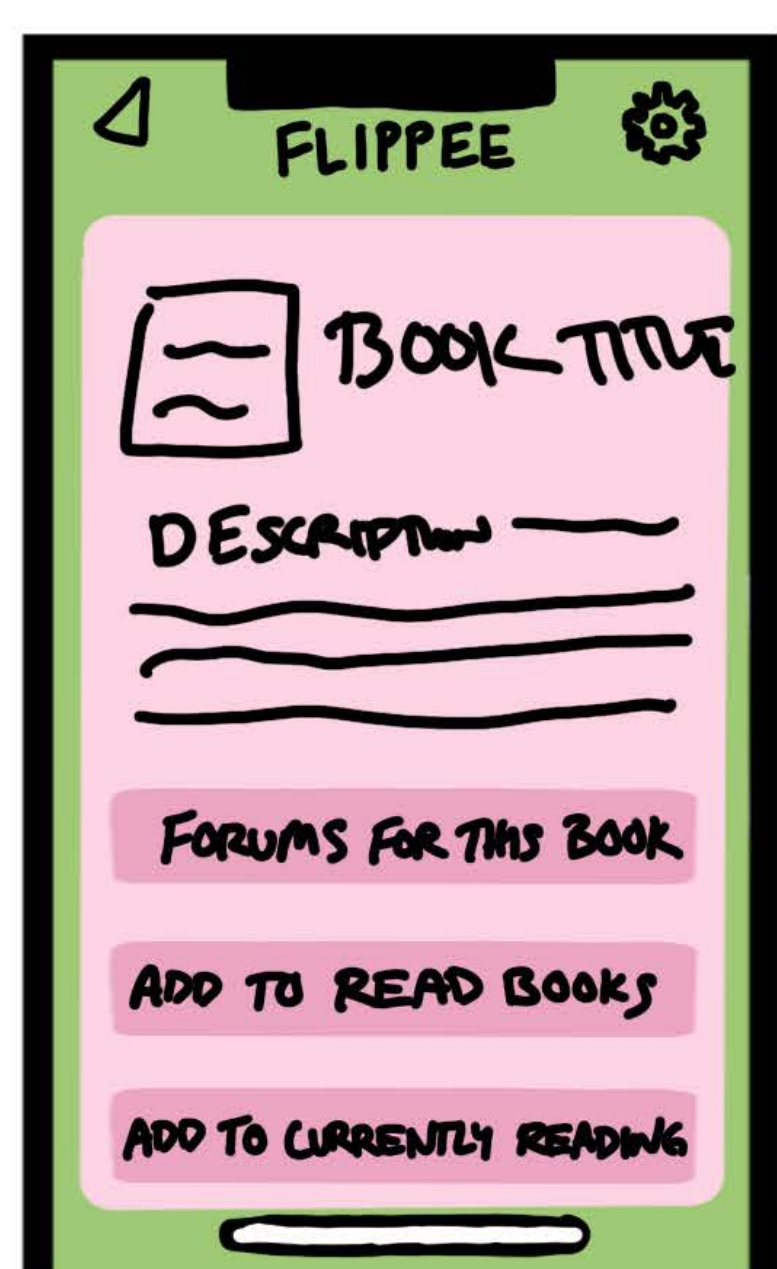 FLIPPEE
BOOK TITLE
DESCRIPTION
FORUMS FOR THIS BOOK
ADD TO READ BOOKS
ADD TO CURRENTLY READING